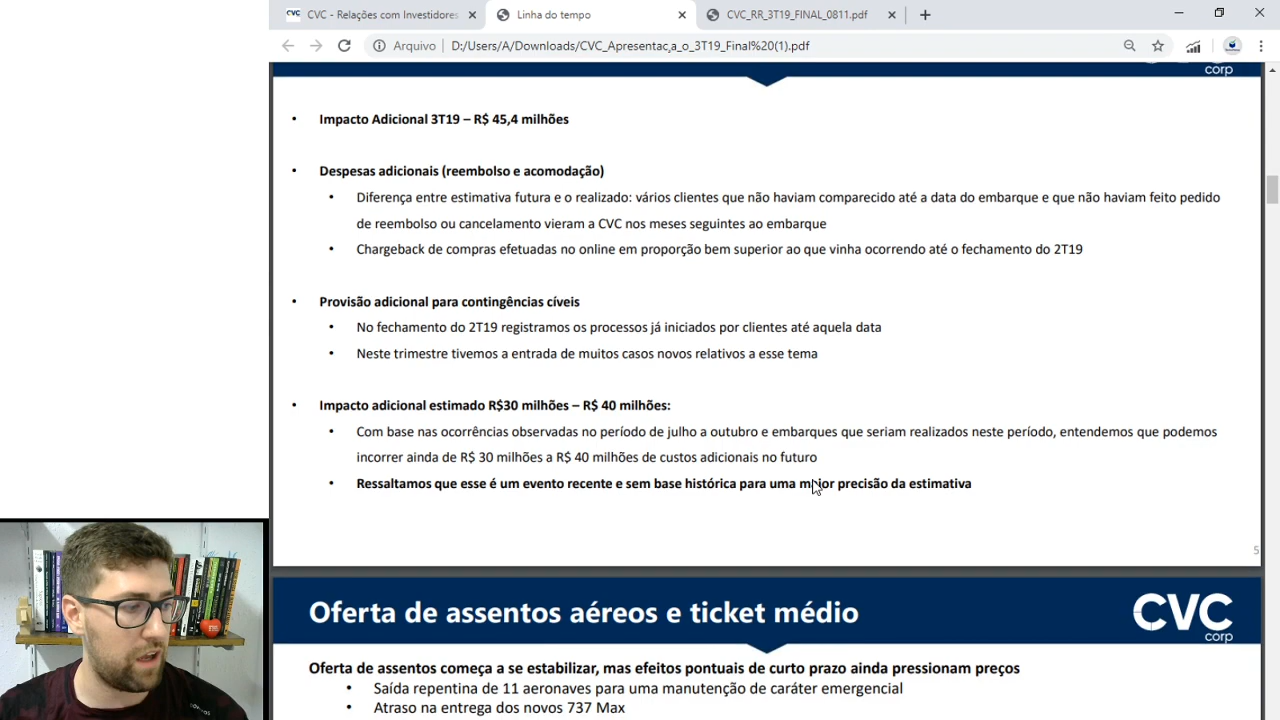 CVC CVC - Relações com Investidores
Linha do tempo
CVC_RR_3T19_FINAL_0811.pdf
Arquivo D:/Users/A/Downloads/CVC_Apresentac,a_o_3T19_Final%20(1).pdf
corp
• Impacto Adicional 3T19 – R$ 45,4 milhões
• Despesas adicionais (reembolso e acomodação)
• Diferença entre estimativa futura e o realizado: vários clientes que não haviam comparecido até a data do embarque e que não haviam feito pedido
de reembolso ou cancelamento vieram a CVC nos meses seguintes ao embarque
• Chargeback de compras efetuadas no online em proporção bem superior ao que vinha ocorrendo até o fechamento do 2T19
• Provisão adicional para contingências cíveis
• No fechamento do 2T19 registramos os processos já iniciados por clientes até aquela data
• Neste trimestre tivemos a entrada de muitos casos novos relativos a esse tema
• Impacto adicional estimado R$30 milhões – R$ 40 milhões:
• Com base nas ocorrências observadas no período de julho a outubro e embarques que seriam realizados neste período, entendemos que podemos
incorrer ainda de R$ 30 milhões a R$ 40 milhões de custos adicionais no futuro
• Ressaltamos que esse é um evento recente e sem base histórica para uma maior precisão da estimativa
5
Oferta de assentos aéreos e ticket médio
CVC
corp
Oferta de assentos começa a se estabilizar, mas efeitos pontuais de curto prazo ainda pressionam preços
• Saída repentina de 11 aeronaves para uma manutenção de caráter emergencial
• Atraso na entrega dos novos 737 Max